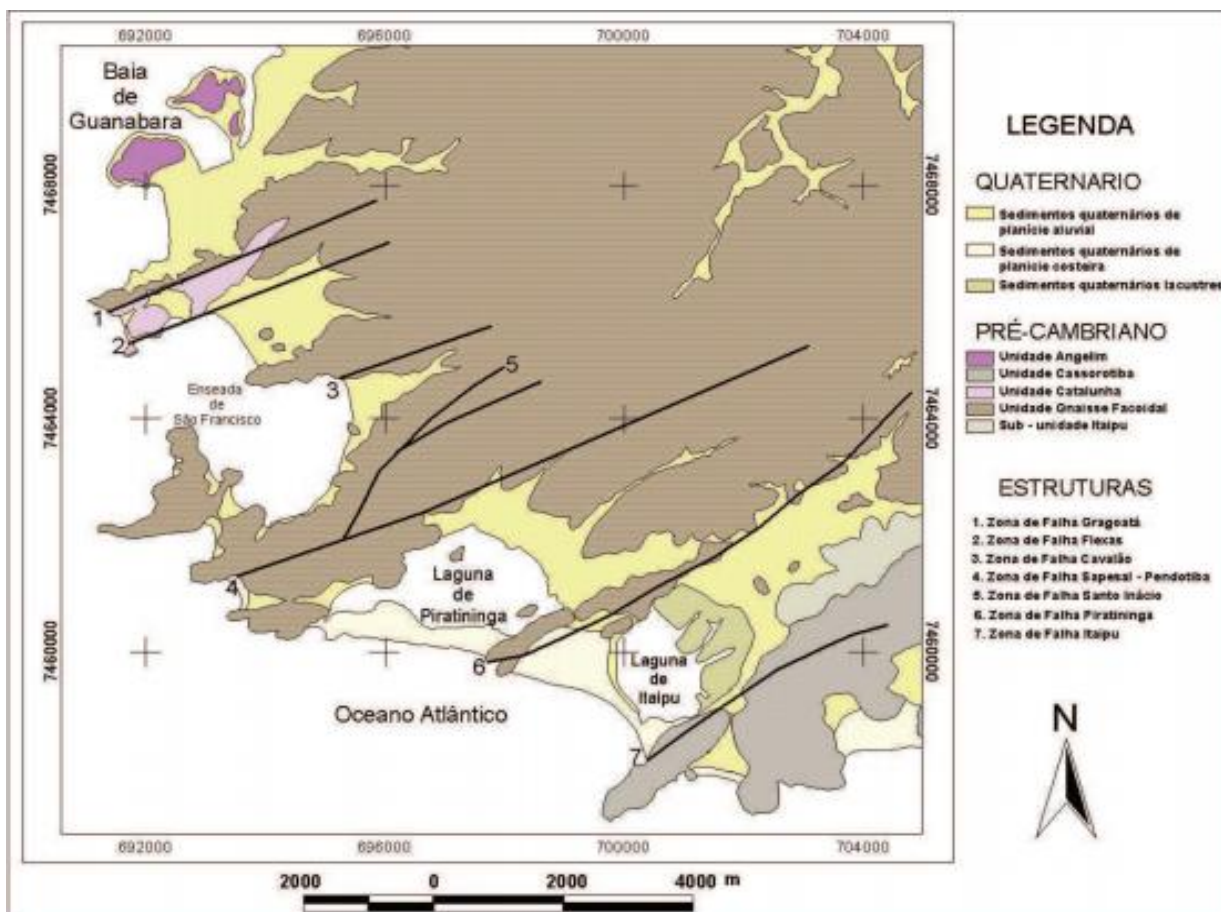 692000 696000 700000 704000
Baia
de
Guanabara
7468000
7468000
1
2
3
5
Enseada
de
São Francisco
7464000
7464000
4
Laguna
de
Piratininga
6
Laguna
de
Itaipu
7460000
7460000
Oceano Atlântico
7
692000 696000 700000 704000
2000 0 2000 4000 m
LEGENDA
QUATERNARIO
Sedimentos quaternários de
planície aluvial
Sedimentos quaternários de
planície costeira
Sedimentos quaternários lacustres
PRÉ-CAMBRIANO
Unidade Angelim
Unidade Cassorotiba
Unidade Catalunha
Unidade Gnaisse Facoidal
Sub - unidade Itaipu
ESTRUTURAS
1. Zona de Falha Gragoatá
2. Zona de Falha Flexas
3. Zona de Falha Cavalão
4. Zona de Falha Sapesal - Pendotiba
5. Zona de Falha Santo Inácio
6. Zona de Falha Piratininga
7. Zona de Falha Itaipu
N